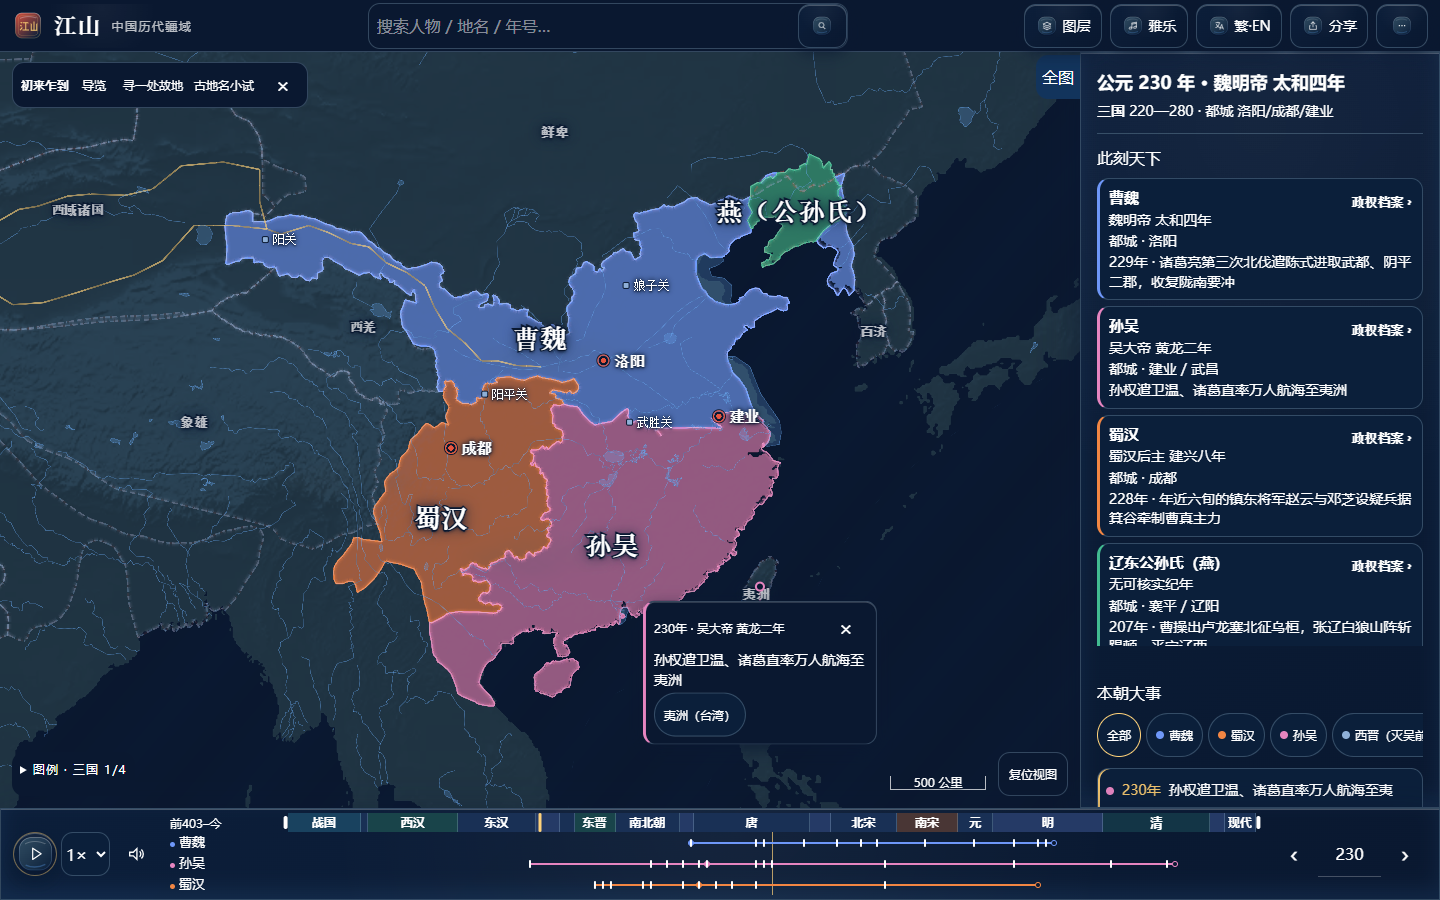 江山
江山 中国历代疆域
搜索人物 / 地名 / 年号...
图层
雅乐
繁·EN
分享
初来乍到 导览 寻一处故地 古地名小试 ✕
全图
鲜卑
西域诸国
阳关
燕（公孙氏）
娘子关
西羌
曹魏
洛阳
百济
阳平关
武胜关
建业
象雄
成都
蜀汉
孙吴
夷洲
230年 · 吴大帝 黄龙二年 ✕
孙权遣卫温、诸葛直率万人航海至
夷洲
夷洲（台湾）
图例 · 三国 1/4
500 公里
复位视图
公元 230 年 • 魏明帝 太和四年
三国 220—280 · 都城 洛阳/成都/建业
此刻天下
曹魏 政权档案 ›
魏明帝 太和四年
都城 · 洛阳
229年 · 诸葛亮第三次北伐遣陈式进取武都、阴平
二郡，收复陇南要冲
孙吴 政权档案 ›
吴大帝 黄龙二年
都城 · 建业 / 武昌
孙权遣卫温、诸葛直率万人航海至夷洲
蜀汉 政权档案 ›
蜀汉后主 建兴八年
都城 · 成都
228年 · 年近六旬的镇东将军赵云与邓芝设疑兵据
箕谷牵制曹真主力
辽东公孙氏（燕） 政权档案 ›
无可核实纪年
都城 · 襄平 / 辽阳
207年 · 曹操出卢龙塞北征乌桓，张辽白狼山阵斩
本朝大事
全部 曹魏 蜀汉 孙吴 西晋（灭吴前
230年 孙权遣卫温、诸葛直率万人航海至夷
1×
前403–今
战国 西汉 东汉 东晋 南北朝 唐 北宋 南宋 元 明 清 现代
曹魏
孙吴
蜀汉
‹ 230 ›